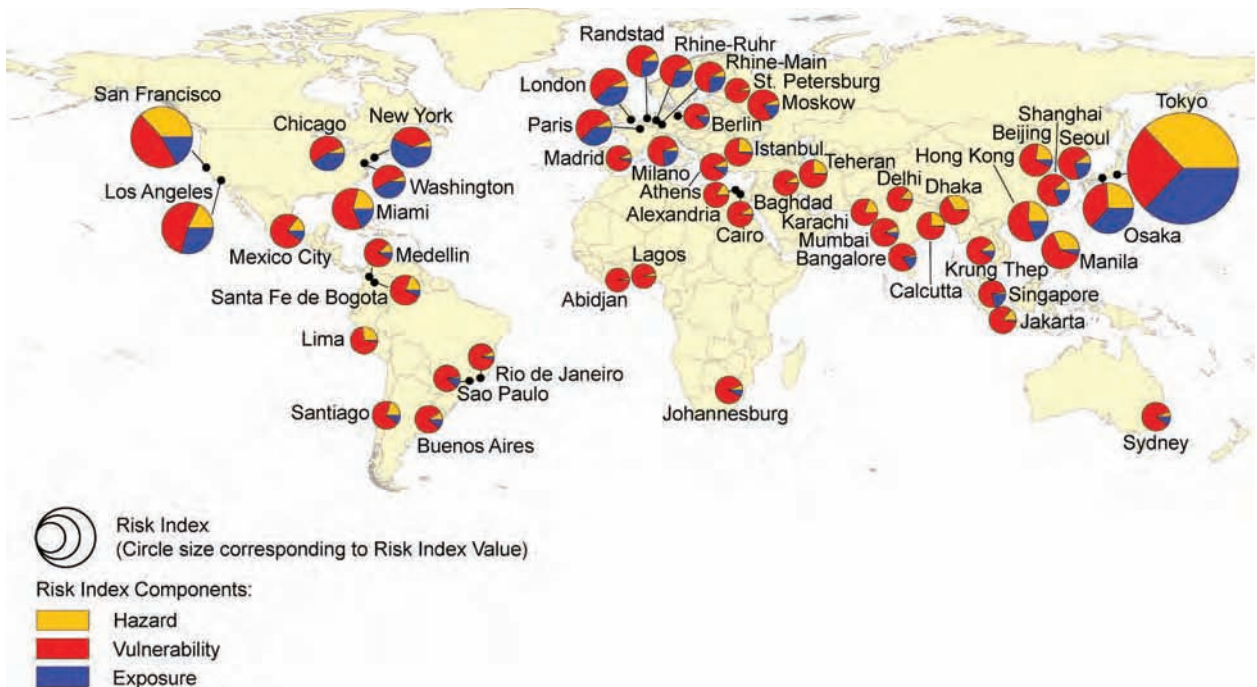 San Francisco
Los Angeles
Chicago
New York
Washington
Miami
Mexico City
Medellin
Santa Fe de Bogota
Lima
Rio de Janeiro
Sao Paulo
Santiago
Buenos Aires
Randstad
Rhine-Ruhr
Rhine-Main
London
St. Petersburg
Moskow
Paris
Berlin
Madrid
Milano
Istanbul
Athens
Teheran
Alexandria
Baghdad
Cairo
Lagos
Abidjan
Johannesburg
Karachi
Delhi
Mumbai
Bangalore
Dhaka
Calcutta
Hong Kong
Beijing
Shanghai
Seoul
Tokyo
Osaka
Manila
Krung Thep
Singapore
Jakarta
Sydney
Risk Index
(Circle size corresponding to Risk Index Value)
Risk Index Components:
Hazard
Vulnerability
Exposure